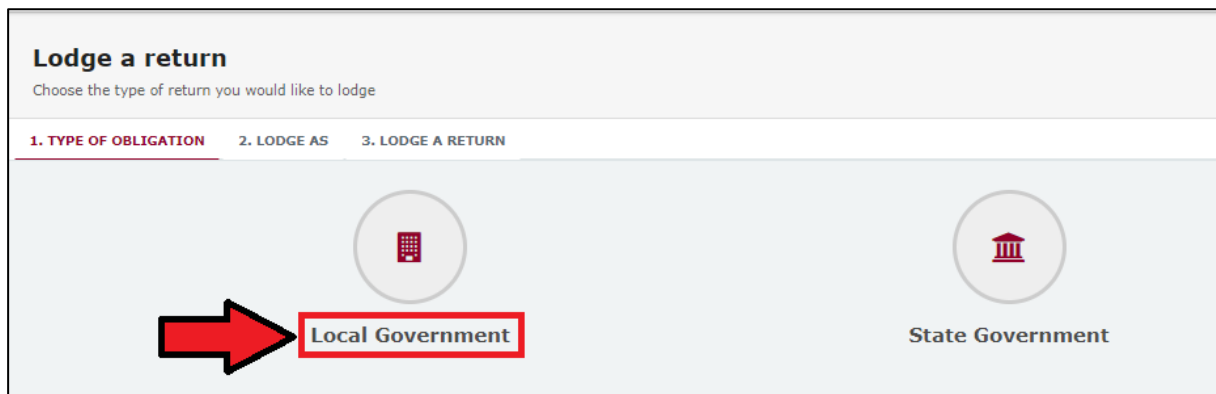 Lodge a return
Choose the type of return you would like to lodge
1. TYPE OF OBLIGATION 2. LODGE AS 3. LODGE A RETURN
Local Government State Government